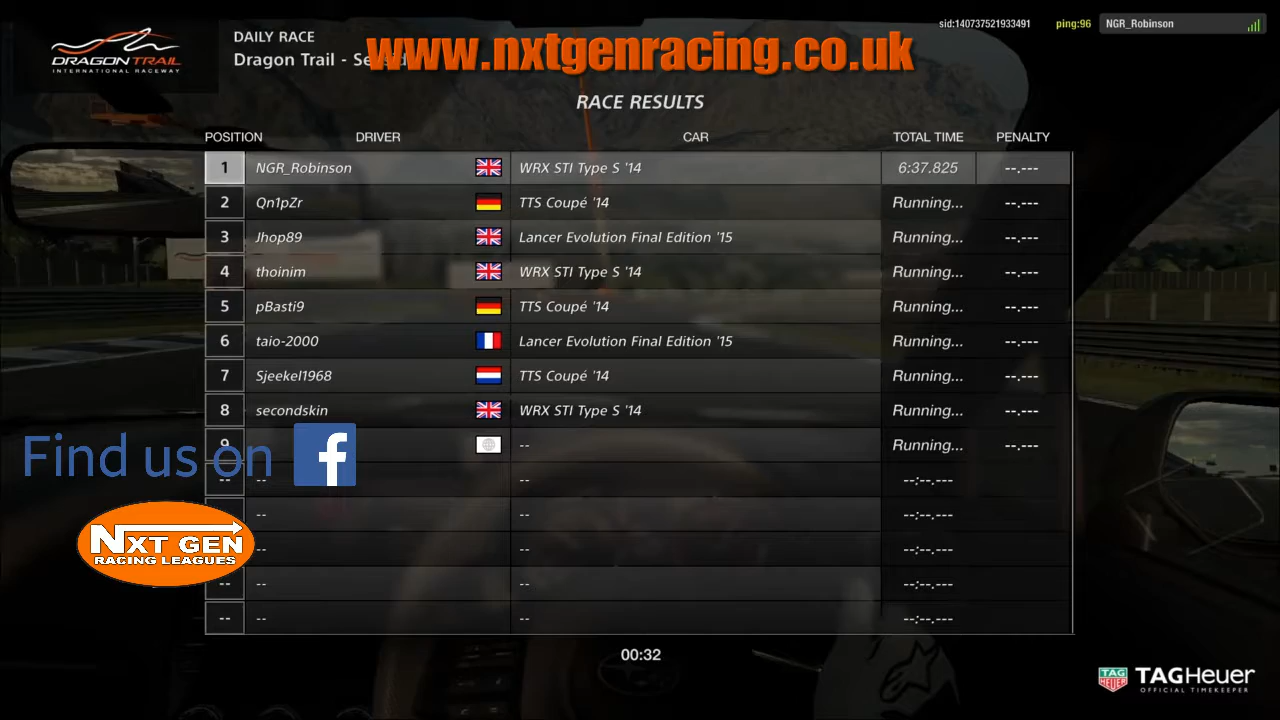 sid:140737521933491 ping:96 NGR_Robinson
DRAGON TRAIL
INTERNATIONAL RACEWAY
DAILY RACE
Dragon Trail -
www.nxtgenracing.co.uk
RACE RESULTS
POSITION DRIVER CAR TOTAL TIME PENALTY
1 NGR_Robinson WRX STI Type S '14 6:37.825 --.---
2 Qn1pZr TTS Coupé '14 Running... --.---
3 Jhop89 Lancer Evolution Final Edition '15 Running... --.---
4 thoinim WRX STI Type S '14 Running... --.---
5 pBasti9 TTS Coupé '14 Running... --.---
6 taio-2000 Lancer Evolution Final Edition '15 Running... --.---
7 Sjeekel1968 TTS Coupé '14 Running... --.---
8 secondskin WRX STI Type S '14 Running... --.---
9 -- Running... --.---
Find us on f
-- -- -- --:--.---
-- -- --:--.---
NXT GEN
RACING LEAGUES
-- -- --:--.---
-- -- -- --:--.---
-- -- -- --:--.---
00:32
TAG HEUER
TAGHeuer
OFFICIAL TIMEKEEPER